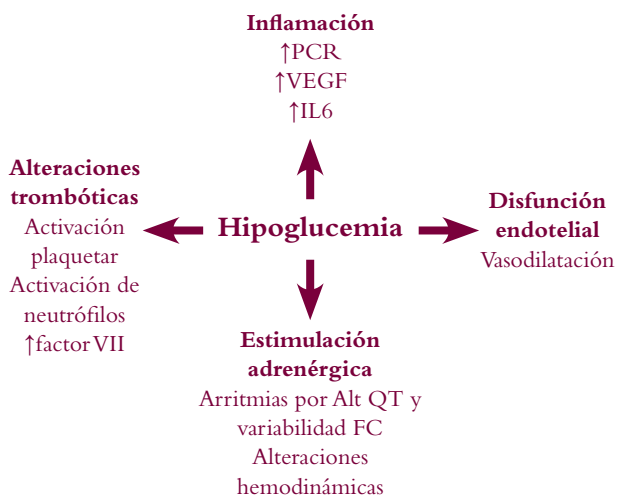 Inflamación
↑PCR
↑VEGF
↑IL6
Alteraciones
trombóticas
Activación
plaquetar
Activación de
neutrófilos
↑factor VII
Hipoglucemia
Disfunción
endotelial
Vasodilatación
Estimulación
adrenérgica
Arritmias por Alt QT y
variabilidad FC
Alteraciones
hemodinámicas